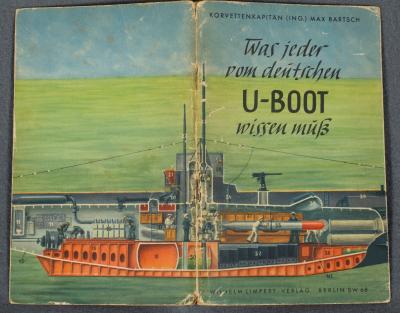 KORVETTENKAPITÄN (ING.) MAX BARTSCH
Was jeder
vom deutschen
U-BOOT
wissen muß
WILHELM LIMPERT-VERLAG, BERLIN SW 68